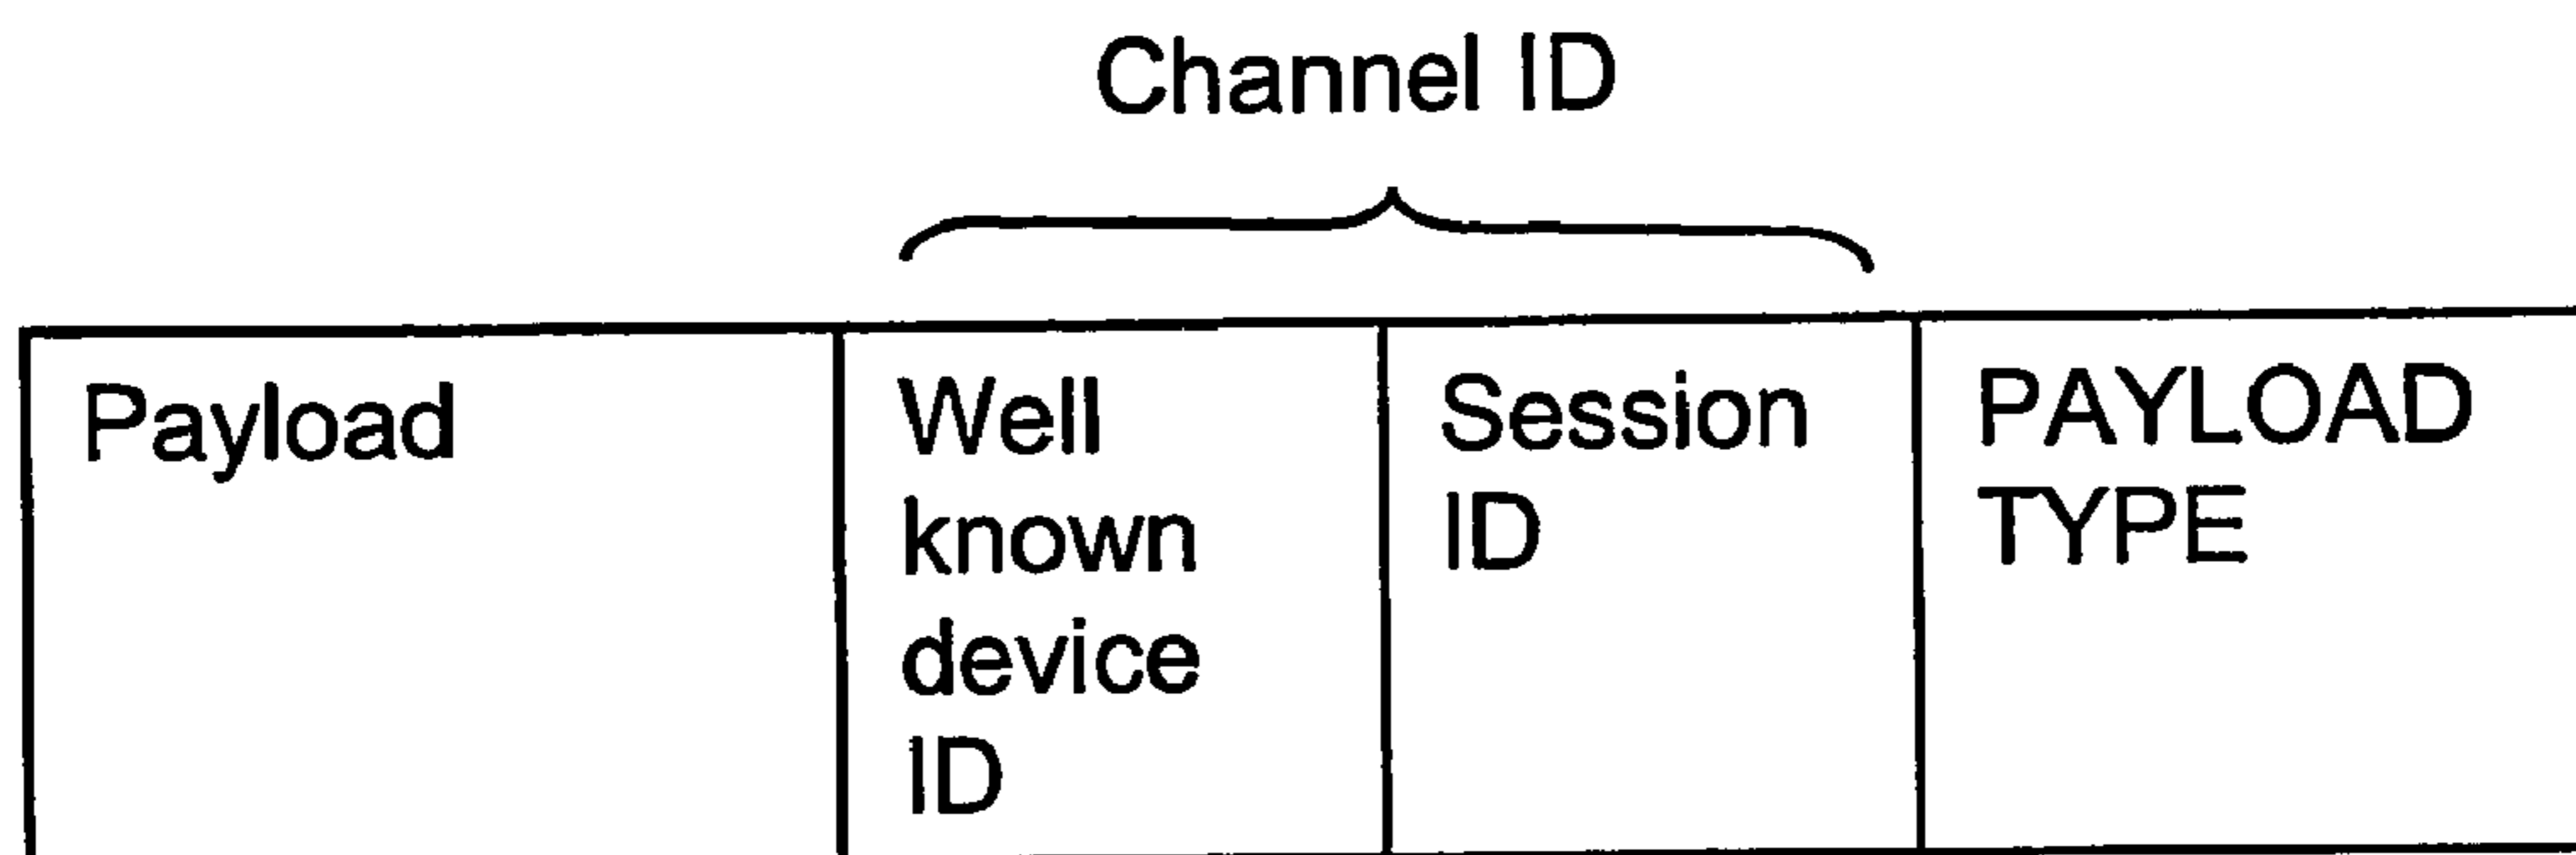 Channel ID
Payload
Well
known
device
ID
Session
ID
PAYLOAD
TYPE